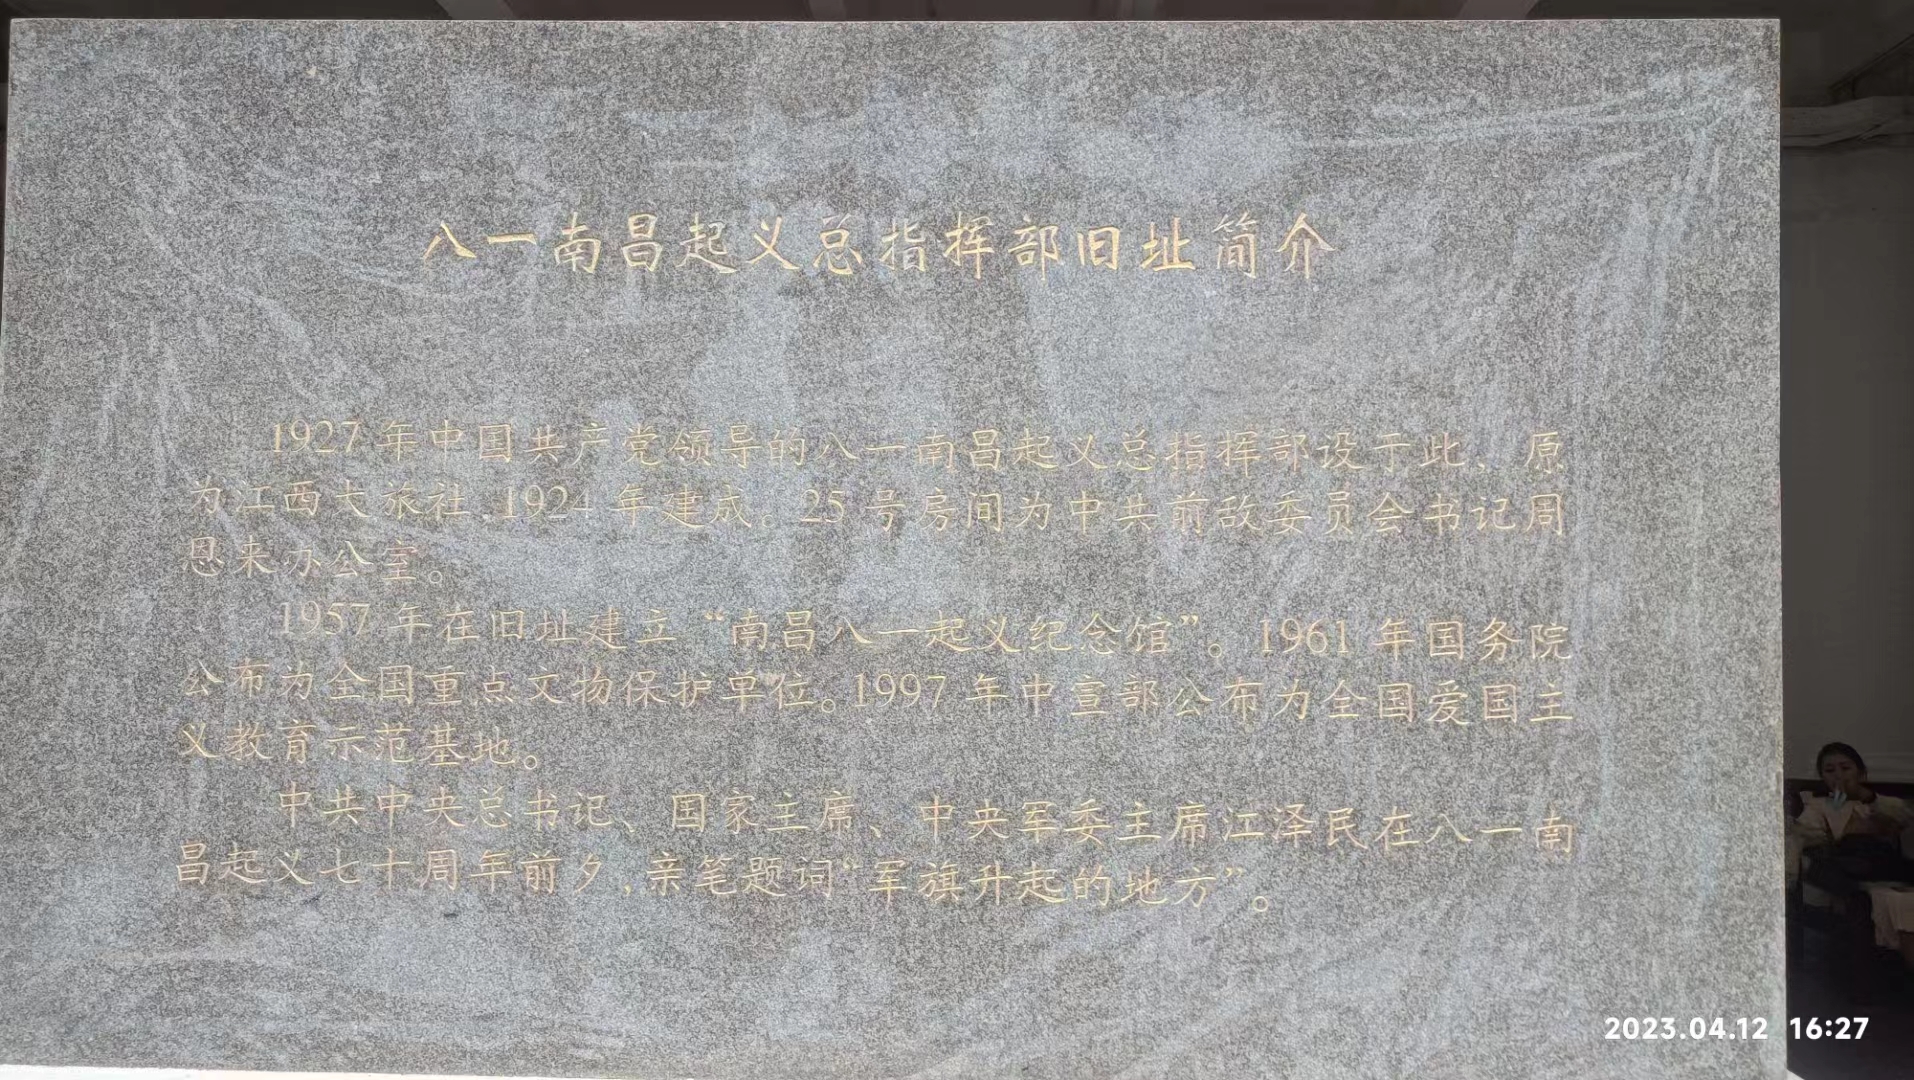 八一南昌起义总指挥部旧址简介
1927年中国共产党领导的八一南昌起义总指挥部设于此、原
为江西大旅社,1924年建成。25号房间为中共前敌委员会书记周
恩来办公室。
1957年在旧址建立“南昌八一起义纪念馆”。1961年国务院
公布为全国重点文物保护单位。1997年中宣部公布为全国爱国主
义教育示范基地。
中共中央总书记、国家主席、中央军委主席江泽民在八一南
昌起义七十周年前夕,亲笔题词“军旗升起的地方”。
2023.04.12 16:27